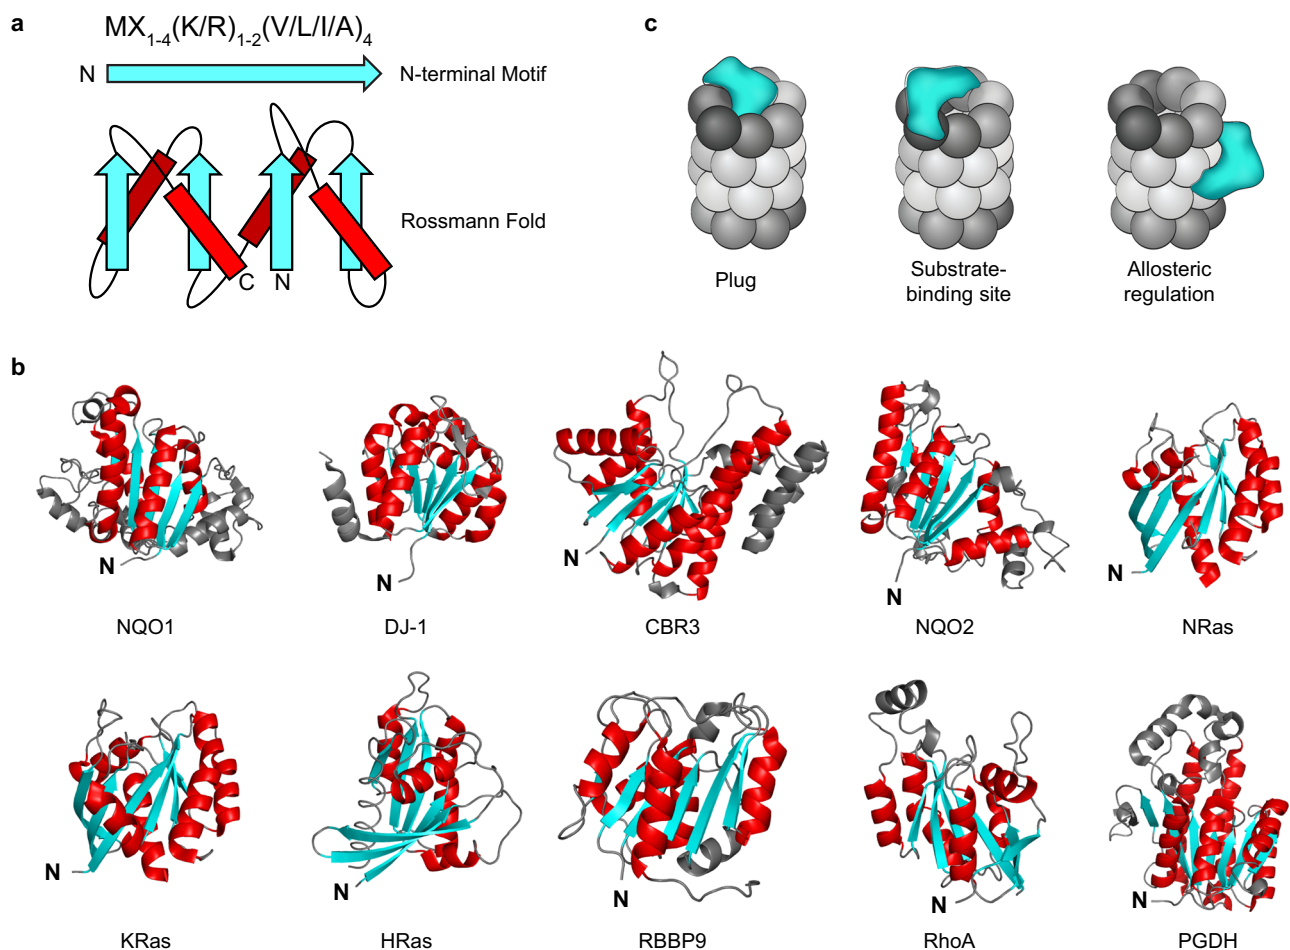 a
MX1-4(K/R)1-2(V/L/I/A)4
N
N-terminal Motif
Rossmann Fold
C
N
c
Plug
Substrate-
binding site
Allosteric
regulation
b
N
NQO1
N
DJ-1
N
CBR3
N
NQO2
N
NRas
N
KRas
N
HRas
N
RBBP9
N
RhoA
N
PGDH